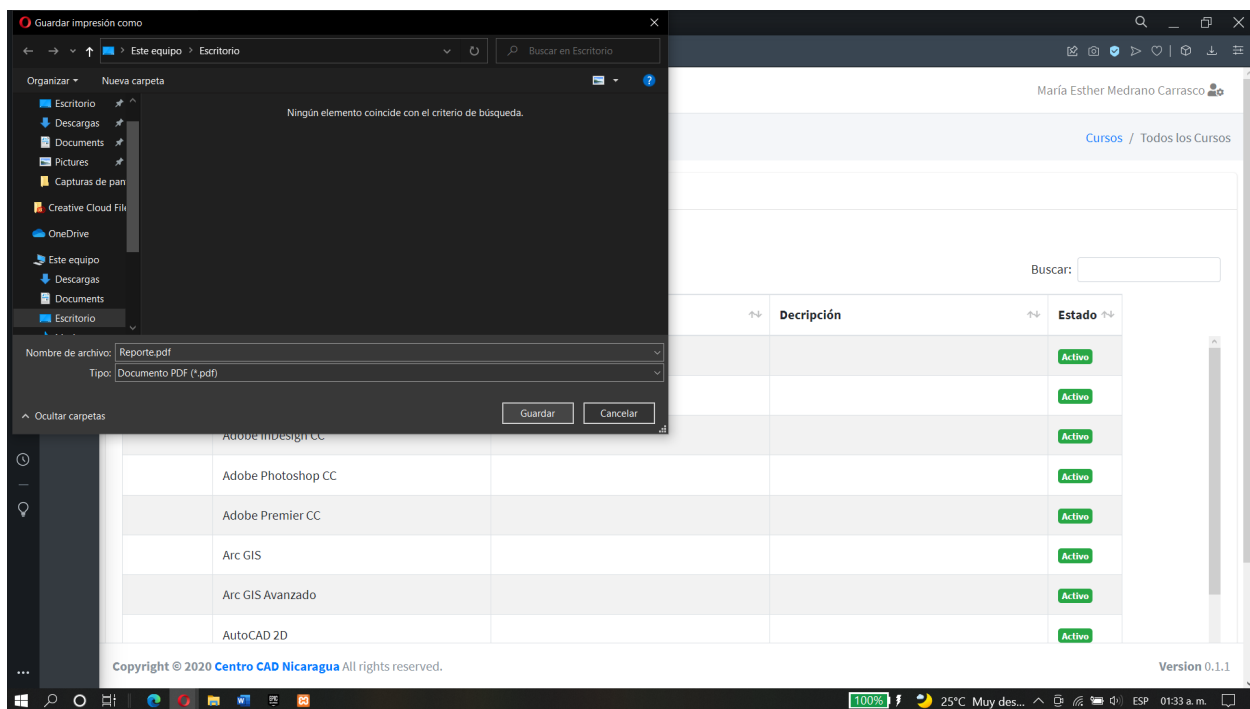 Guardar impresión como
Este equipo > Escritorio
Buscar en Escritorio
Organizar
Nueva carpeta
Escritorio
Descargas
Documents
Pictures
Capturas de pan
Creative Cloud File
OneDrive
Este equipo
Descargas
Documents
Escritorio
Ningún elemento coincide con el criterio de búsqueda.
Nombre de archivo: Reporte.pdf
Tipo: Documento PDF (*.pdf)
Ocultar carpetas
Guardar
Cancelar
María Esther Medrano Carrasco
Cursos / Todos los Cursos
Buscar:
Decripción
Estado
Activo
Activo
Adobe InDesign CC
Activo
Adobe Photoshop CC
Activo
Adobe Premier CC
Activo
Arc GIS
Activo
Arc GIS Avanzado
Activo
AutoCAD 2D
Activo
Copyright © 2020 Centro CAD Nicaragua All rights reserved.
Version 0.1.1
100%
25°C Muy des...
ESP
01:33 a. m.